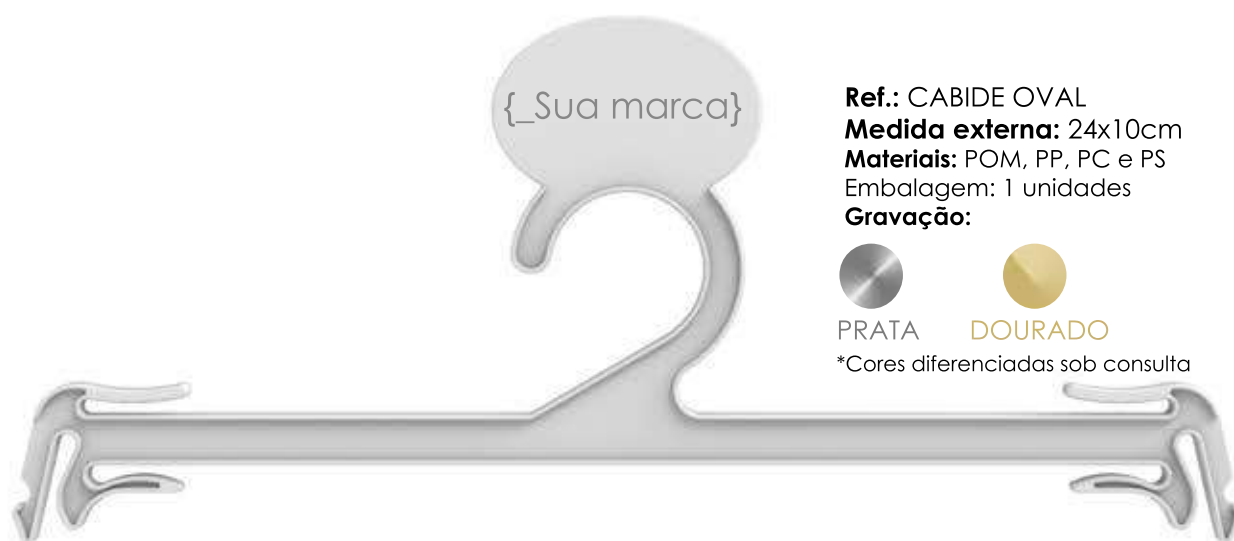 {_Sua marca}
Ref.: CABIDE OVAL
Medida externa: 24x10cm
Materiais: POM, PP, PC e PS
Embalagem: 1 unidades
Gravação:
PRATA
DOURADO
*Cores diferenciadas sob consulta